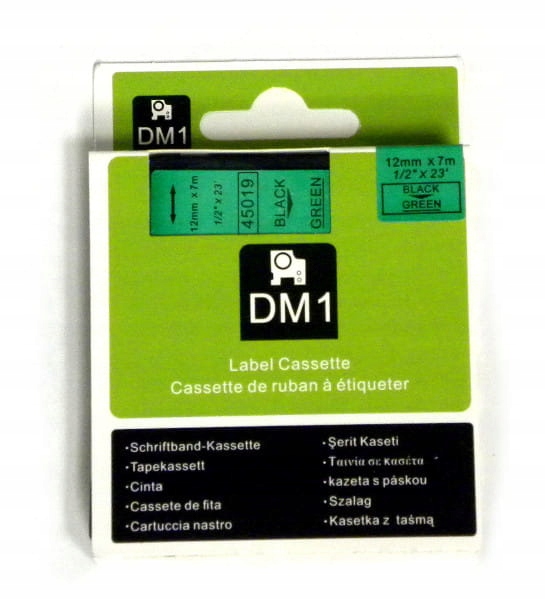 DM1
12mm x 7m
1/2" x 23'
BLACK
GREEN
12mm x 7m
1/2" x 23'
45019
BLACK
GREEN
DM1
Label Cassette
Cassette de ruban à étiqueter
·Schriftband-Kassette
·Tapekassett
·Cinta
·Cassete de fita
·Cartuccia nastro
·Şerit Kaseti
·Ταινία σε κασέτα
·kazeta s páskou
·Szalag
·Kasetka z taśmą